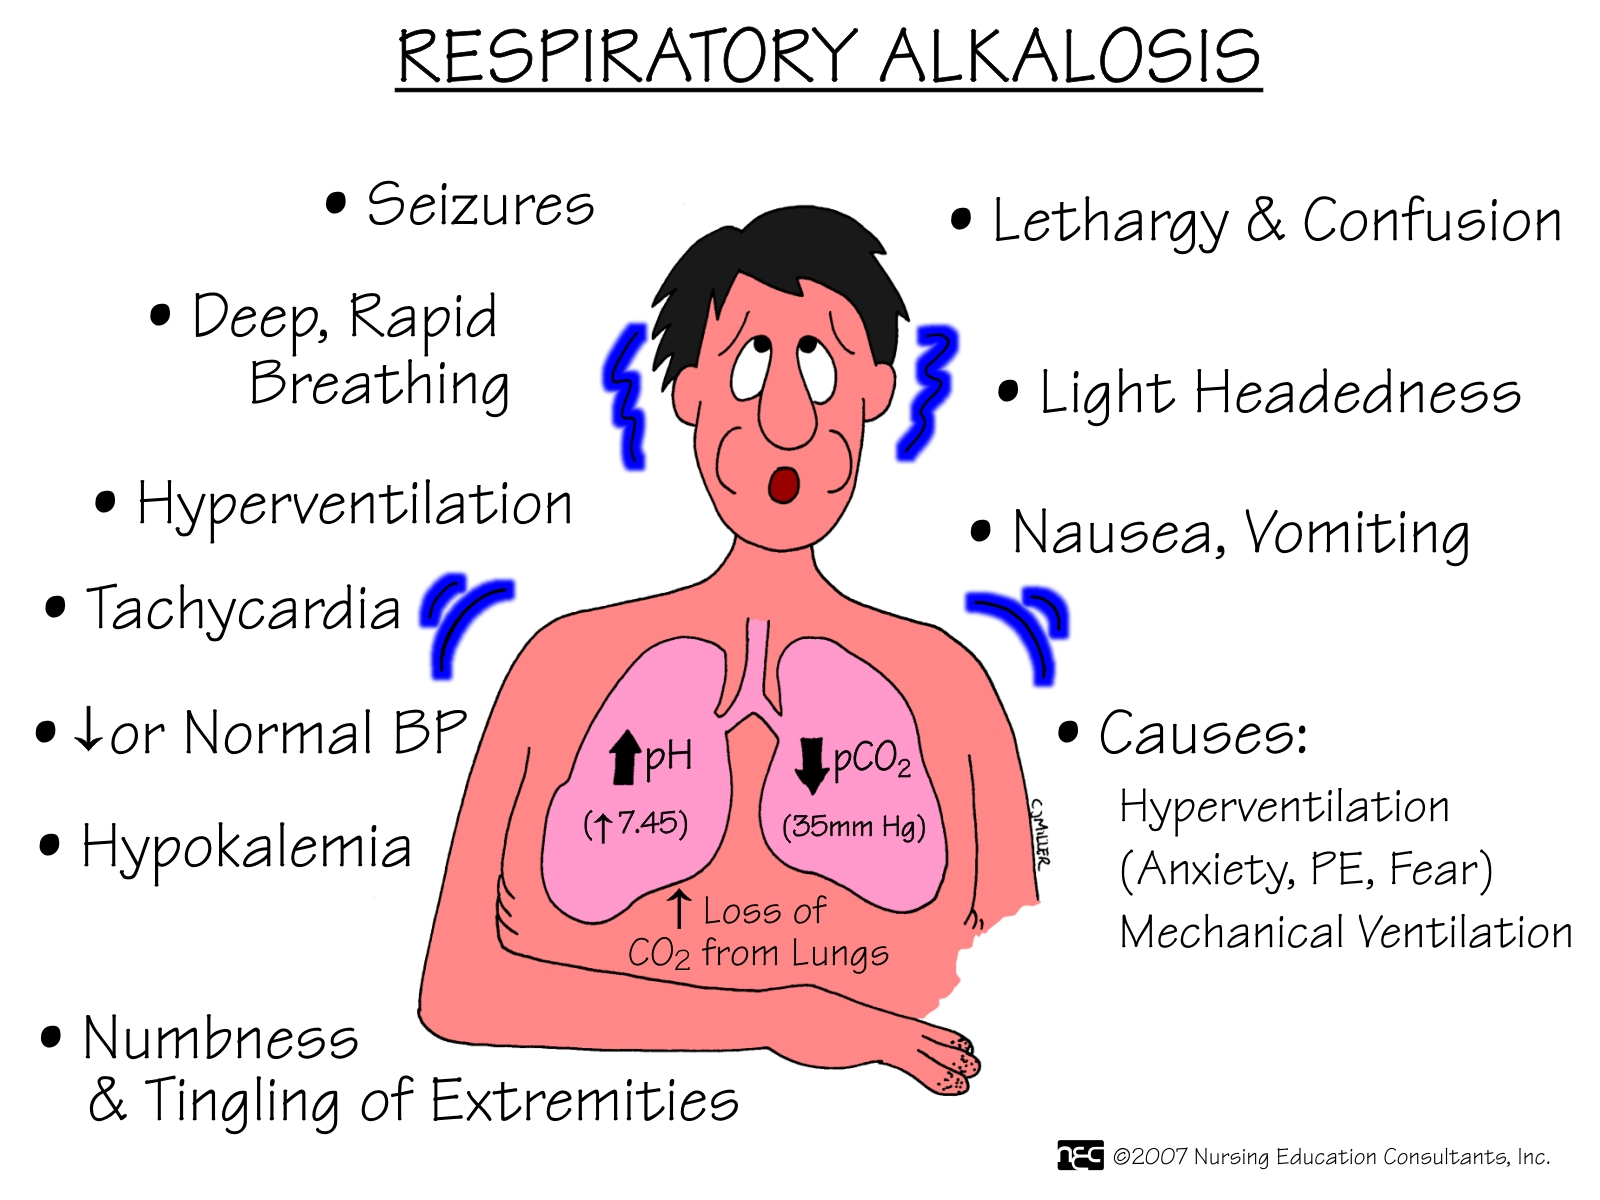 RESPIRATORY ALKALOSIS
• Seizures
• Deep, Rapid
Breathing
• Hyperventilation
• Tachycardia
• ↓or Normal BP
• Hypokalemia
• Numbness
& Tingling of Extremities
• Lethargy & Confusion
• Light Headedness
• Nausea, Vomiting
• Causes:
Hyperventilation
(Anxiety, PE, Fear)
Mechanical Ventilation
⬆pH
(↑7.45)
⬇pCO₂
(35mm Hg)
↑ Loss of
CO₂ from Lungs
CJMILLER
nec ©2007 Nursing Education Consultants, Inc.